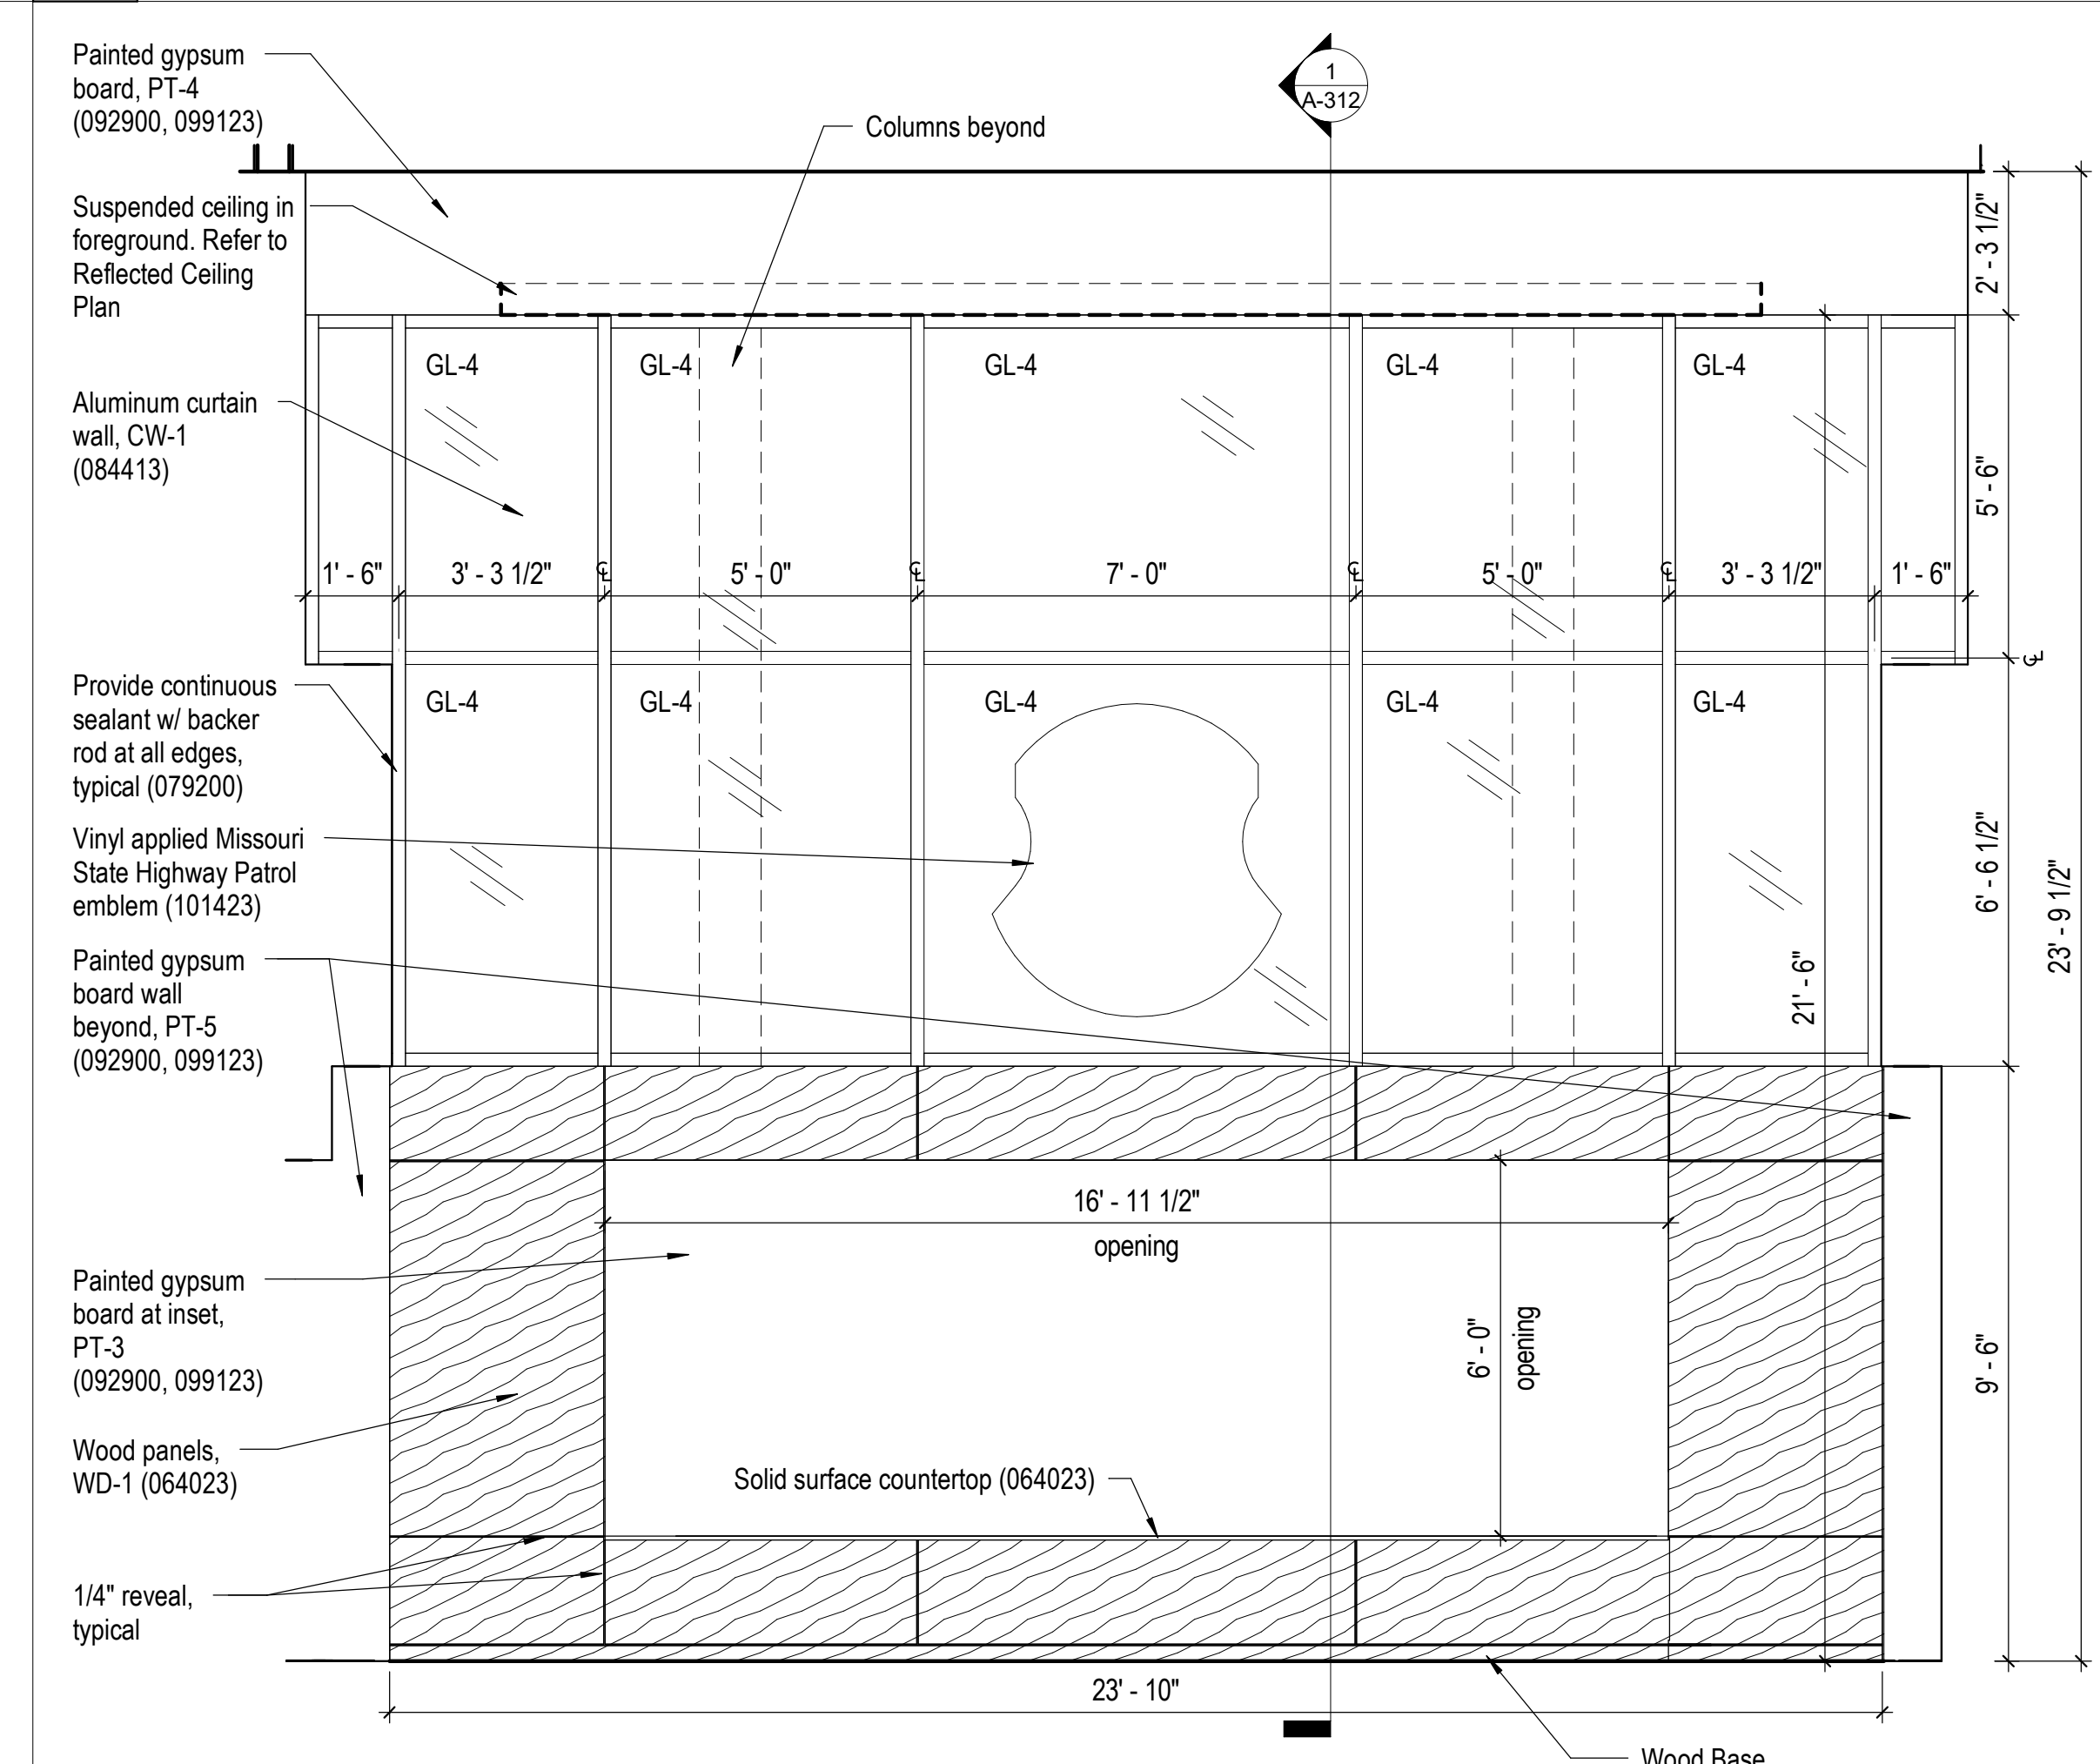 Painted gypsum
board, PT-4
(092900, 099123)
1
A-312
Columns beyond
Suspended ceiling in
foreground. Refer to
Reflected Ceiling
Plan
2' - 3 1/2"
GL-4
GL-4
GL-4
GL-4
GL-4
Aluminum curtain
wall, CW-1
(084413)
5' - 6"
1' - 6"
3' - 3 1/2"
5' - 0"
7' - 0"
5' - 0"
3' - 3 1/2"
1' - 6"
Provide continuous
sealant w/ backer
rod at all edges,
typical (079200)
GL-4
GL-4
GL-4
GL-4
GL-4
Vinyl applied Missouri
State Highway Patrol
emblem (101423)
6' - 6 1/2"
23' - 9 1/2"
21' - 6"
Painted gypsum
board wall
beyond, PT-5
(092900, 099123)
16' - 11 1/2"
opening
Painted gypsum
board at inset,
PT-3
(092900, 099123)
6' - 0"
opening
9' - 6"
Wood panels,
WD-1 (064023)
Solid surface countertop (064023)
1/4" reveal,
typical
23' - 10"
Wood Base